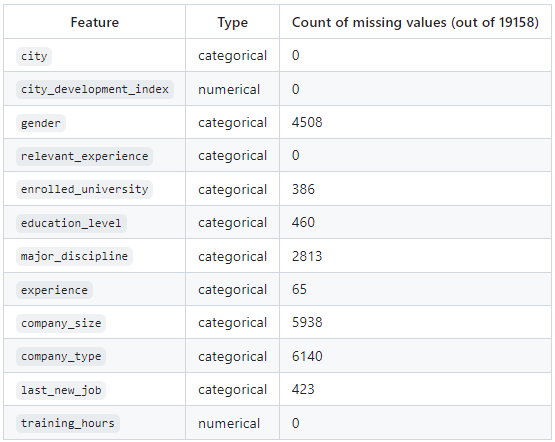 Feature Type Count of missing values (out of 19158)
city categorical 0
city_development_index numerical 0
gender categorical 4508
relevant_experience categorical 0
enrolled_university categorical 386
education_level categorical 460
major_discipline categorical 2813
experience categorical 65
company_size categorical 5938
company_type categorical 6140
last_new_job categorical 423
training_hours numerical 0